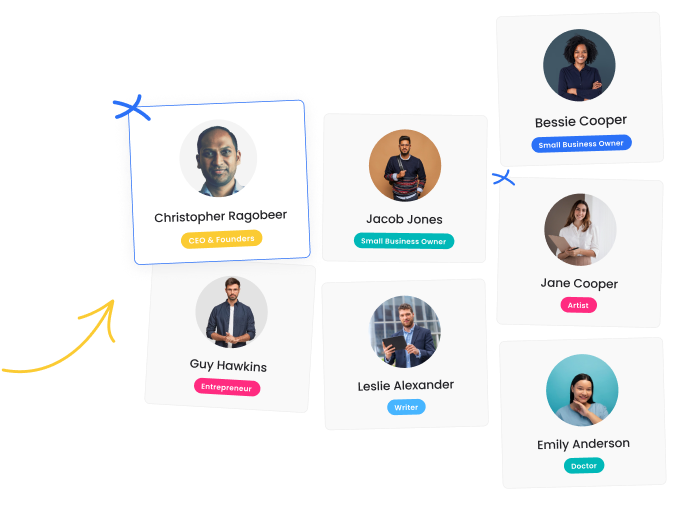 Bessie Cooper
Small Business Owner
Christopher Ragobeer
CEO & Founders
Jacob Jones
Small Business Owner
Jane Cooper
Artist
Guy Hawkins
Entrepreneur
Leslie Alexander
Writer
Emily Anderson
Doctor